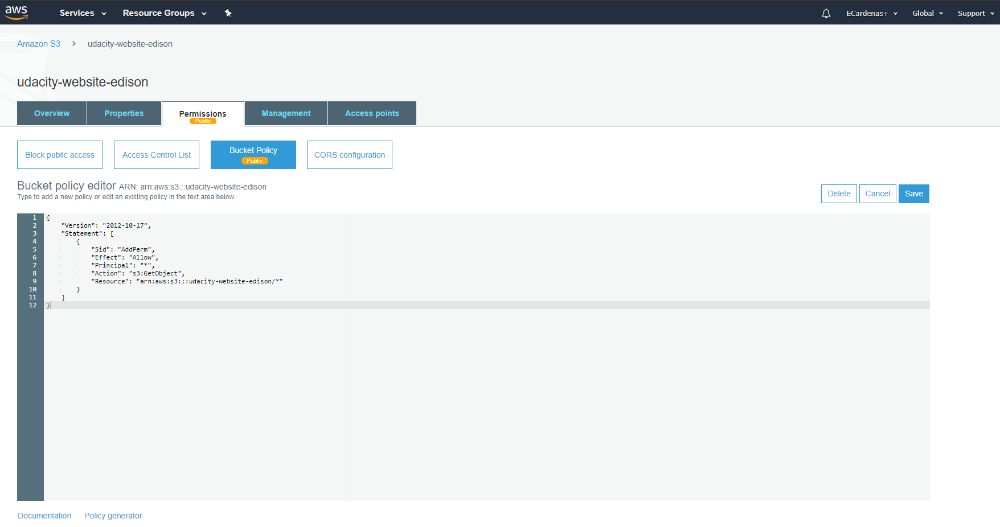 aws Services Resource Groups ECardenas+ Global Support
Amazon S3 > udacity-website-edison
udacity-website-edison
Overview Properties Permissions Management Access points
Public
Block public access Access Control List Bucket Policy CORS configuration
Public
Bucket policy editor ARN: arn:aws:s3:::udacity-website-edison
Type to add a new policy or edit an existing policy in the text area below.
Delete Cancel Save
1 {
2     "Version": "2012-10-17",
3     "Statement": [
4         {
5             "Sid": "AddPerm",
6             "Effect": "Allow",
7             "Principal": "*",
8             "Action": "s3:GetObject",
9             "Resource": "arn:aws:s3:::udacity-website-edison/*"
10         }
11     ]
12 }
Documentation Policy generator